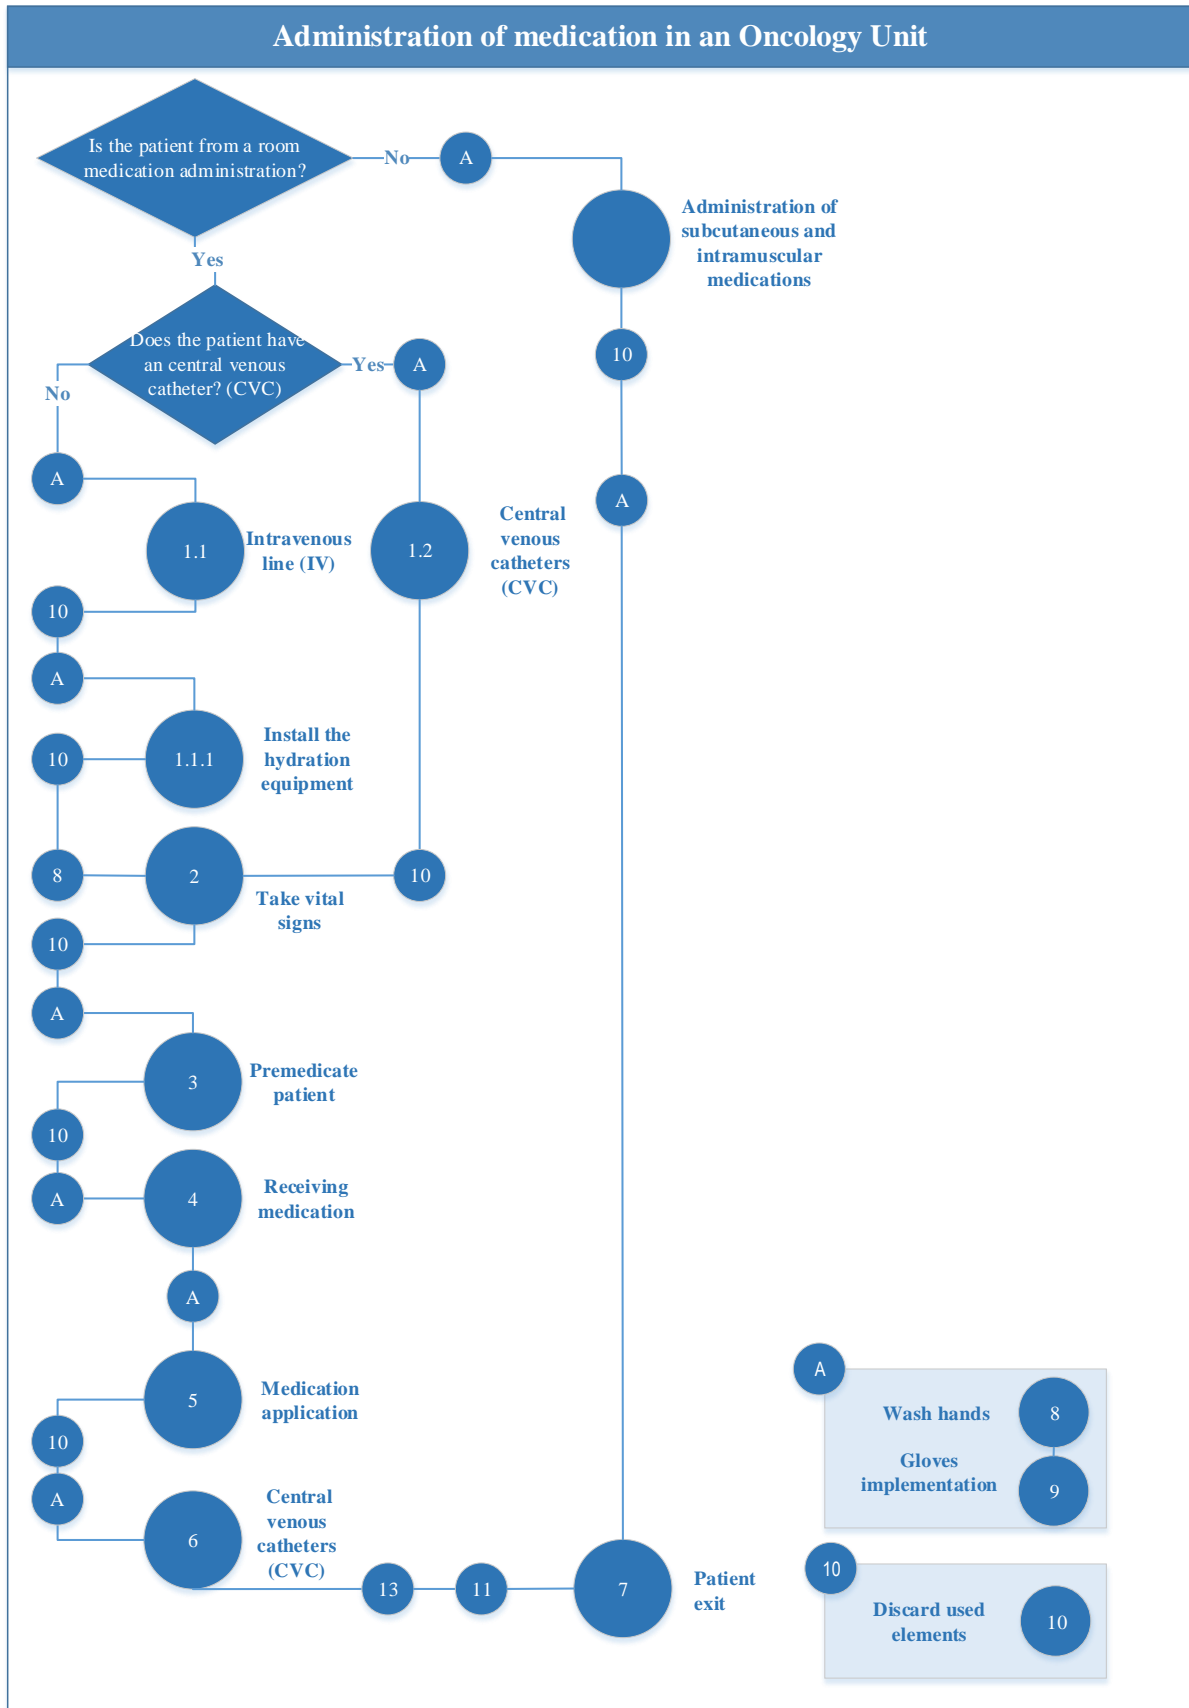 Administration of medication in an Oncology Unit
Is the patient from a room
medication administration?
No
A
Administration of
subcutaneous and
intramuscular
medications
Yes
Does the patient have
an central venous
catheter? (CVC)
Yes
A
10
No
A
A
1.1
Intravenous
line (IV)
1.2
Central
venous
catheters
(CVC)
10
A
1.1.1
Install the
hydration
equipment
10
8
2
10
Take vital
signs
10
A
3
Premedicate
patient
10
A
4
Receiving
medication
A
5
Medication
application
10
A
6
Central
venous
catheters
(CVC)
13
11
7
Patient
exit
A
Wash hands
8
Gloves
implementation
9
10
Discard used
elements
10